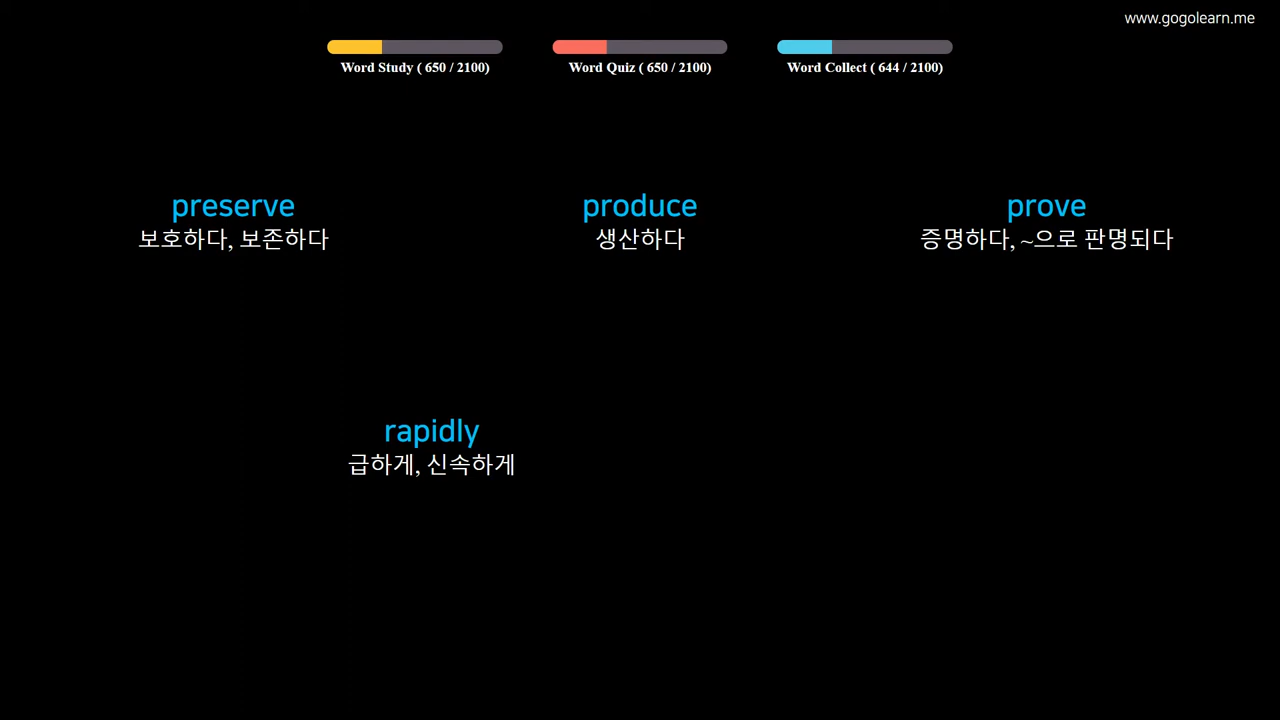 www.gogolearn.me
Word Study ( 650 / 2100)
Word Quiz ( 650 / 2100)
Word Collect ( 644 / 2100)
preserve
보호하다, 보존하다
produce
생산하다
prove
증명하다, ~으로 판명되다
rapidly
급하게, 신속하게